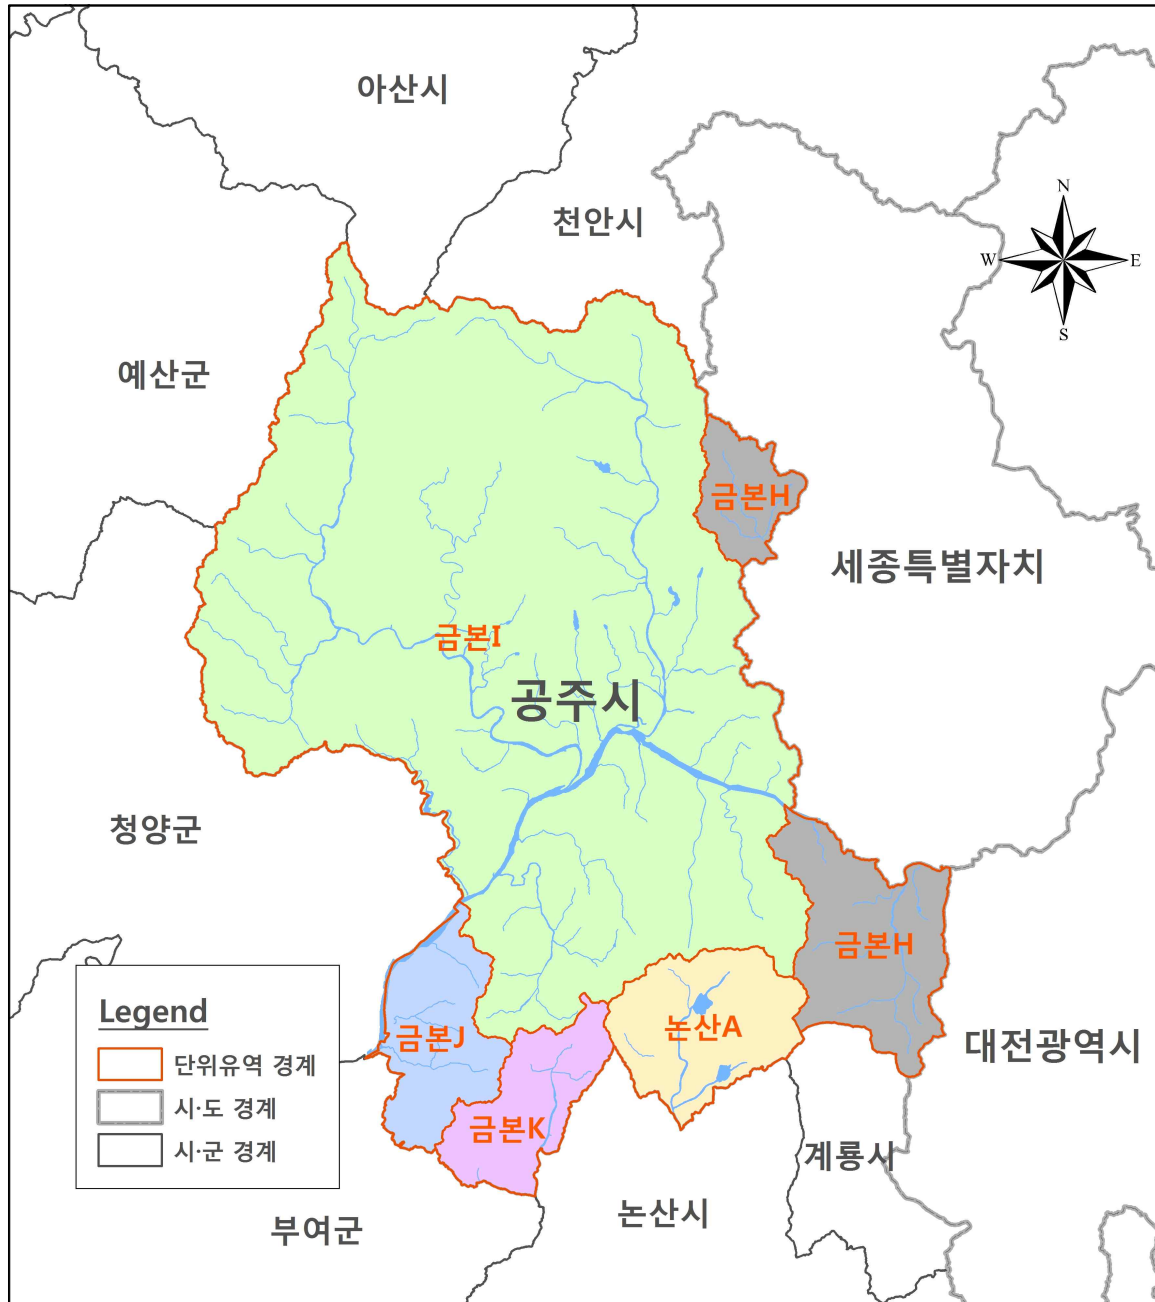 아산시
천안시
N
W
E
S
예산군
금본H
세종특별자치
금본I
공주시
청양군
금본H
Legend
단위유역 경계
시·도 경계
시·군 경계
금본J
논산A
대전광역시
금본K
계룡시
부여군
논산시